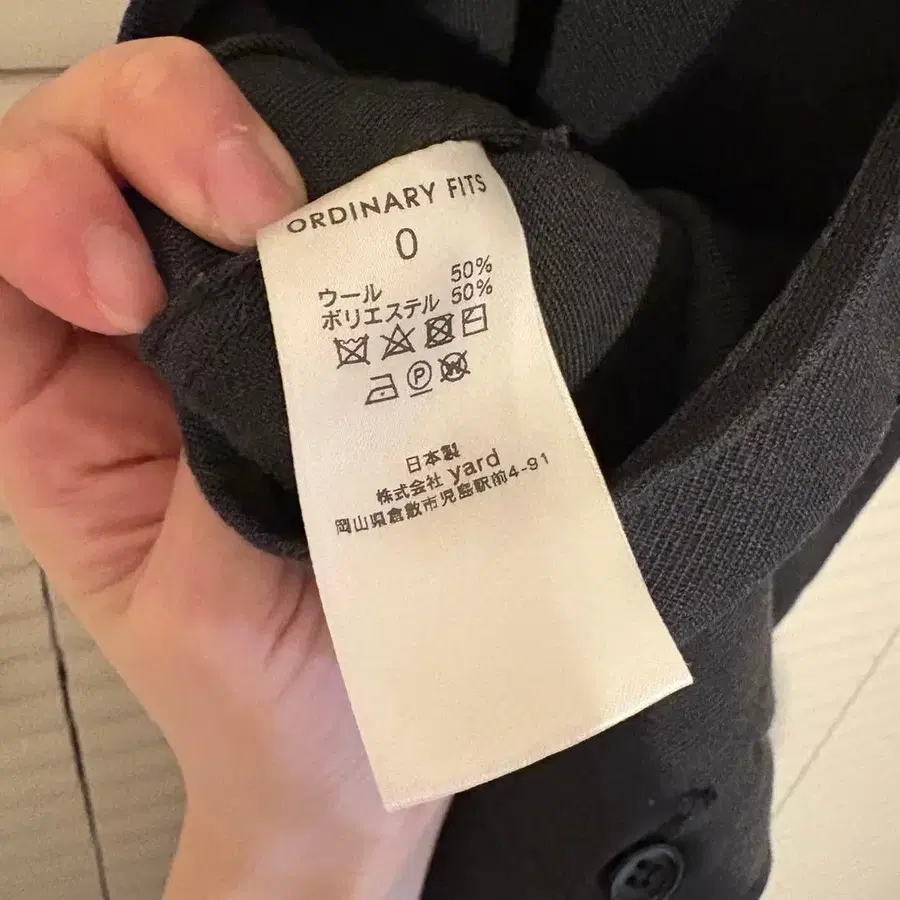 ORDINARY FITS
0
ウール 50%
ポリエステル 50%
P W
日本製
株式会社 yard
岡山県倉敷市児島駅前4-91